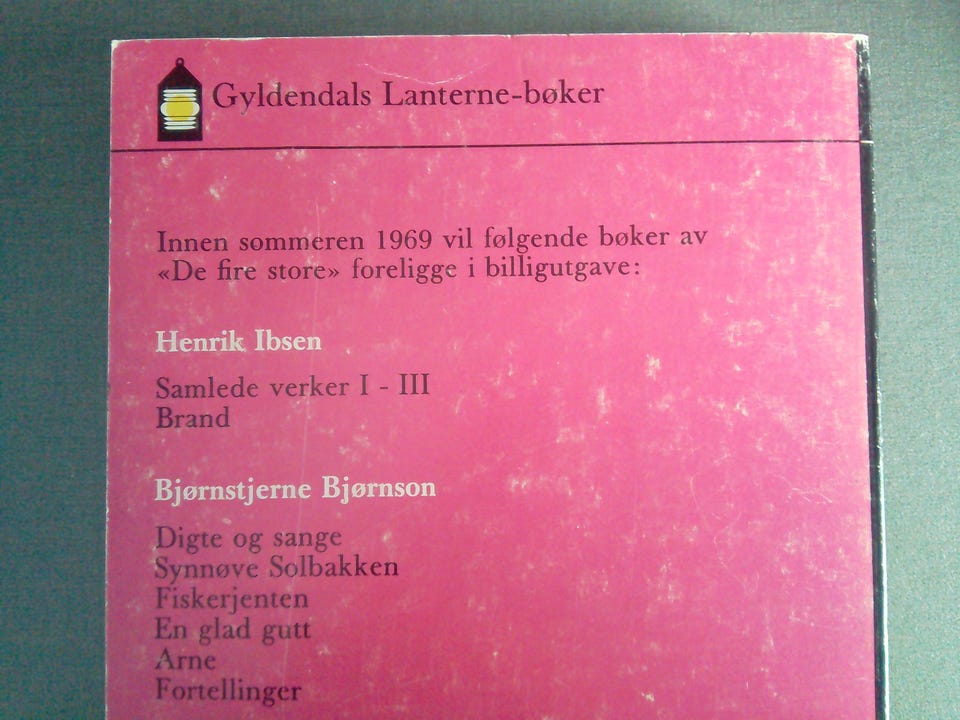 Gyldendals Lanterne-bøker
Innen sommeren 1969 vil følgende bøker av
«De fire store» foreligge i billigutgave:
Henrik Ibsen
Samlede verker I - III
Brand
Bjørnstjerne Bjørnson
Digte og sange
Synnøve Solbakken
Fiskerjenten
En glad gutt
Arne
Fortellinger